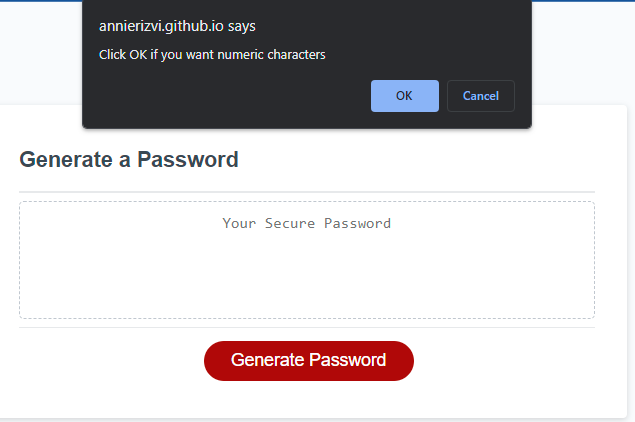 annierizvi.github.io says
Click OK if you want numeric characters
OK
Cancel
Generate a Password
Your Secure Password
Generate Password